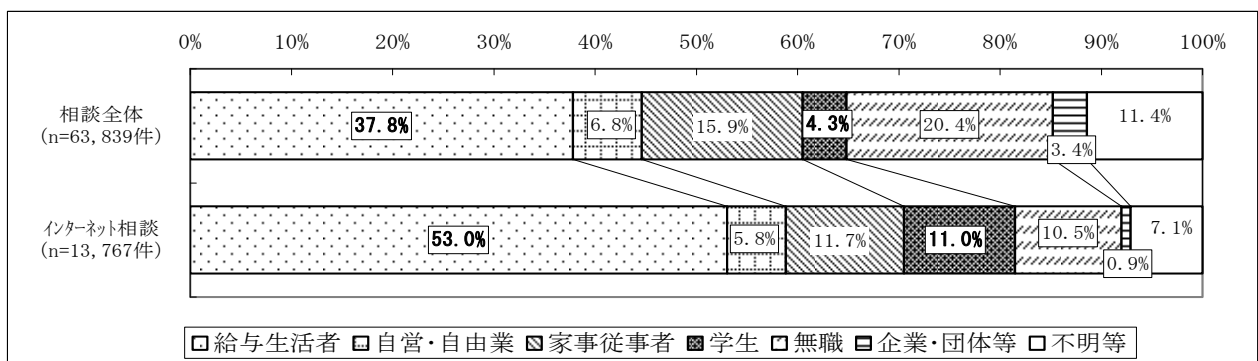 0% 10% 20% 30% 40% 50% 60% 70% 80% 90% 100%
相談全体
(n=63,839件)
37.8% 6.8% 15.9% 4.3% 20.4% 3.4% 11.4%
インターネット相談
(n=13,767件)
53.0% 5.8% 11.7% 11.0% 10.5% 0.9% 7.1%
給与生活者 自営・自由業 家事従事者 学生 無職 企業・団体等 不明等